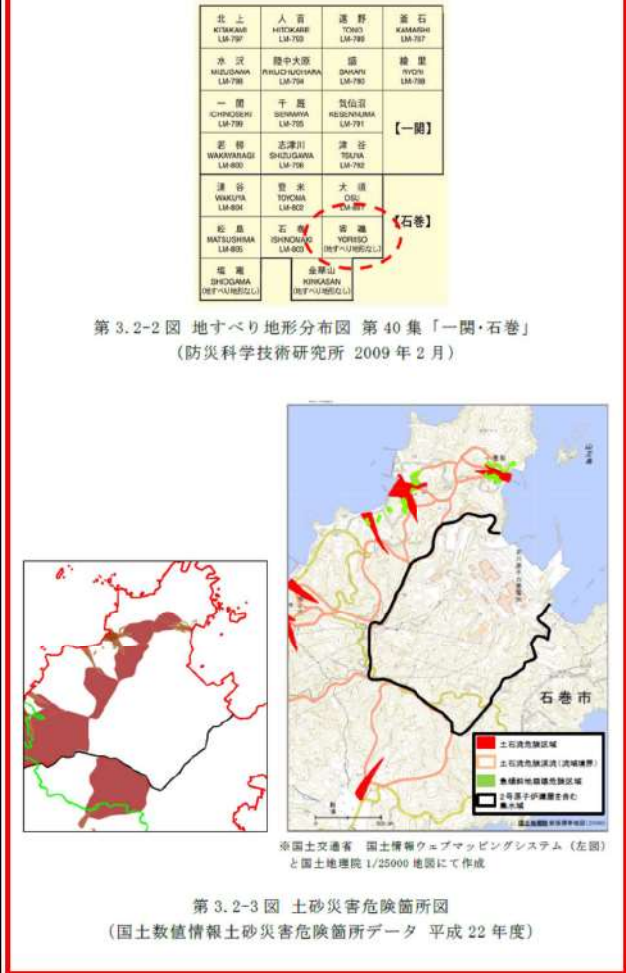 北上 人首 遠野 釜石
KITAKAMI HITOKABE TONO KAMAISHI
LM-797 LM-793 LM-789 LM-787
水沢 陸中大原 盛 綾里
MIZUSAWA RIKUCHUOHARA SAKARI RYORI
LM-798 LM-794 LM-790 LM-788
一関 千厩 気仙沼
ICHINOSEKI SENMAYA KESENNUMA
LM-799 LM-795 LM-791
【一関】
若柳 志津川 津谷
WAKAYANAGI SHIZUGAWA TSUYA
LM-800 LM-796 LM-792
涌谷 登米 大須
WAKUYA TOYOMA OSU
LM-804 LM-802 LM-801
【石巻】
松島 石巻 寄磯
MATSUSHIMA ISHINOMAKI YORIISO
LM-805 LM-803 (地すべり地形なし)
塩竈 金華山
SHIOGAMA KINKASAN
(地すべり地形なし) (地すべり地形なし)
第 3.2-2 図 地すべり地形分布図 第 40 集「一関・石巻」
(防災科学技術研究所 2009 年 2 月)
石巻市
土石流危険区域
土石流危険渓流(流域境界)
急傾斜地崩壊危険区域
2号原子炉建屋を含む
集水域
※国土交通省 国土情報ウェブマッピングシステム (左図)
と国土地理院 1/25000 地図にて作成
第 3.2-3 図 土砂災害危険箇所図
(国土数値情報土砂災害危険箇所データ 平成 22 年度)